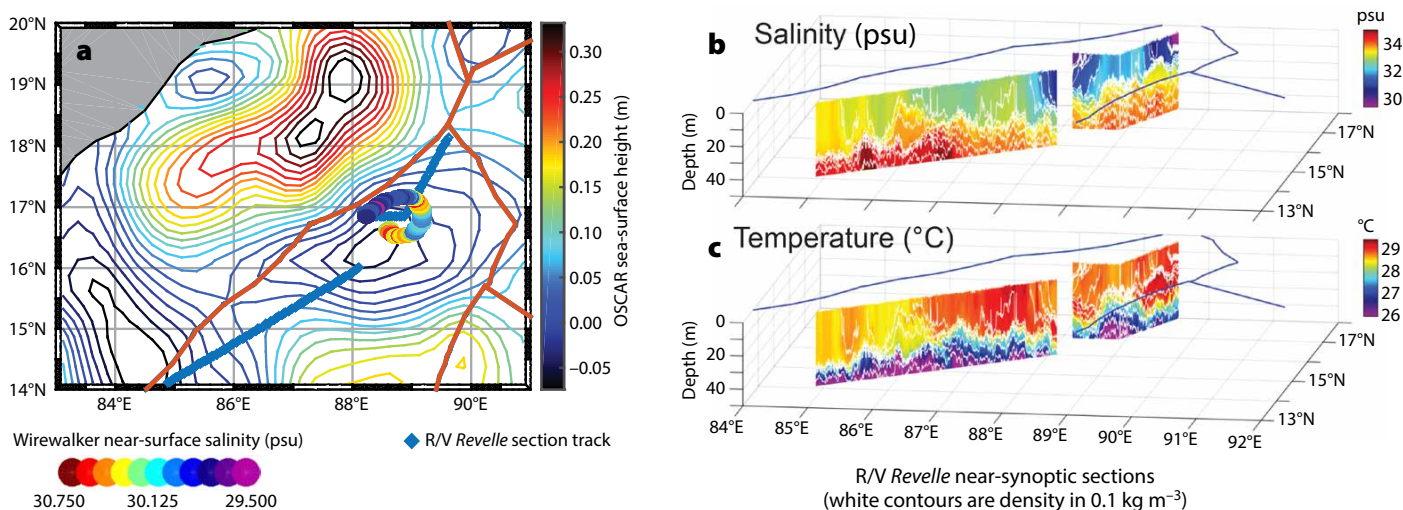 a
20°N
19°N
18°N
17°N
16°N
15°N
14°N
84°E 86°E 88°E 90°E
0.30
0.25
0.20
0.15
0.10
0.05
0.00
−0.05
OSCAR sea-surface height (m)
Wirewalker near-surface salinity (psu)
30.750 30.125 29.500
R/V Revelle section track
b Salinity (psu)
psu
34
32
30
0
20
40
Depth (m)
17°N
15°N
13°N
c Temperature (°C)
°C
29
28
27
26
0
20
40
Depth (m)
17°N
15°N
13°N
84°E 85°E 86°E 87°E 88°E 89°E 90°E 91°E 92°E
R/V Revelle near-synoptic sections
(white contours are density in 0.1 kg m⁻³)